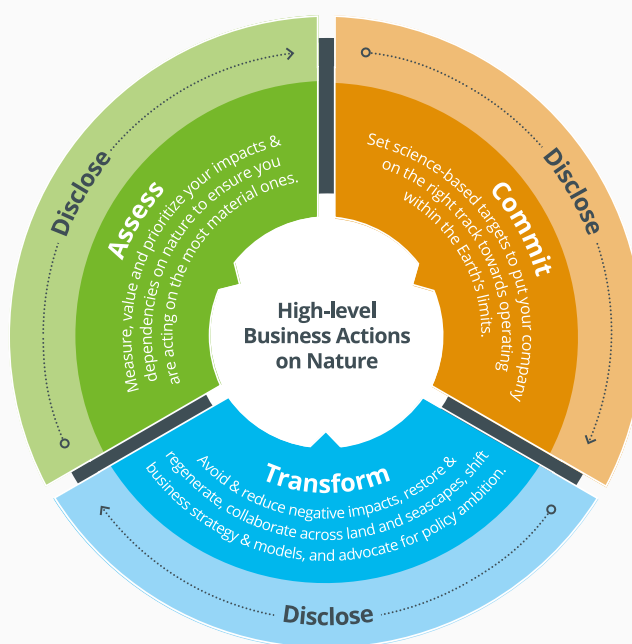 High-level
Business Actions
on Nature
Disclose
Assess
Measure, value and prioritize your impacts &
dependencies on nature to ensure you
are acting on the most material ones.
Disclose
Commit
Set science-based targets to put your company
on the right track towards operating
within the Earth's limits.
Transform
Avoid & reduce negative impacts, restore &
regenerate, collaborate across land and seascapes, shift
business strategy & models, and advocate for policy ambition.
Disclose